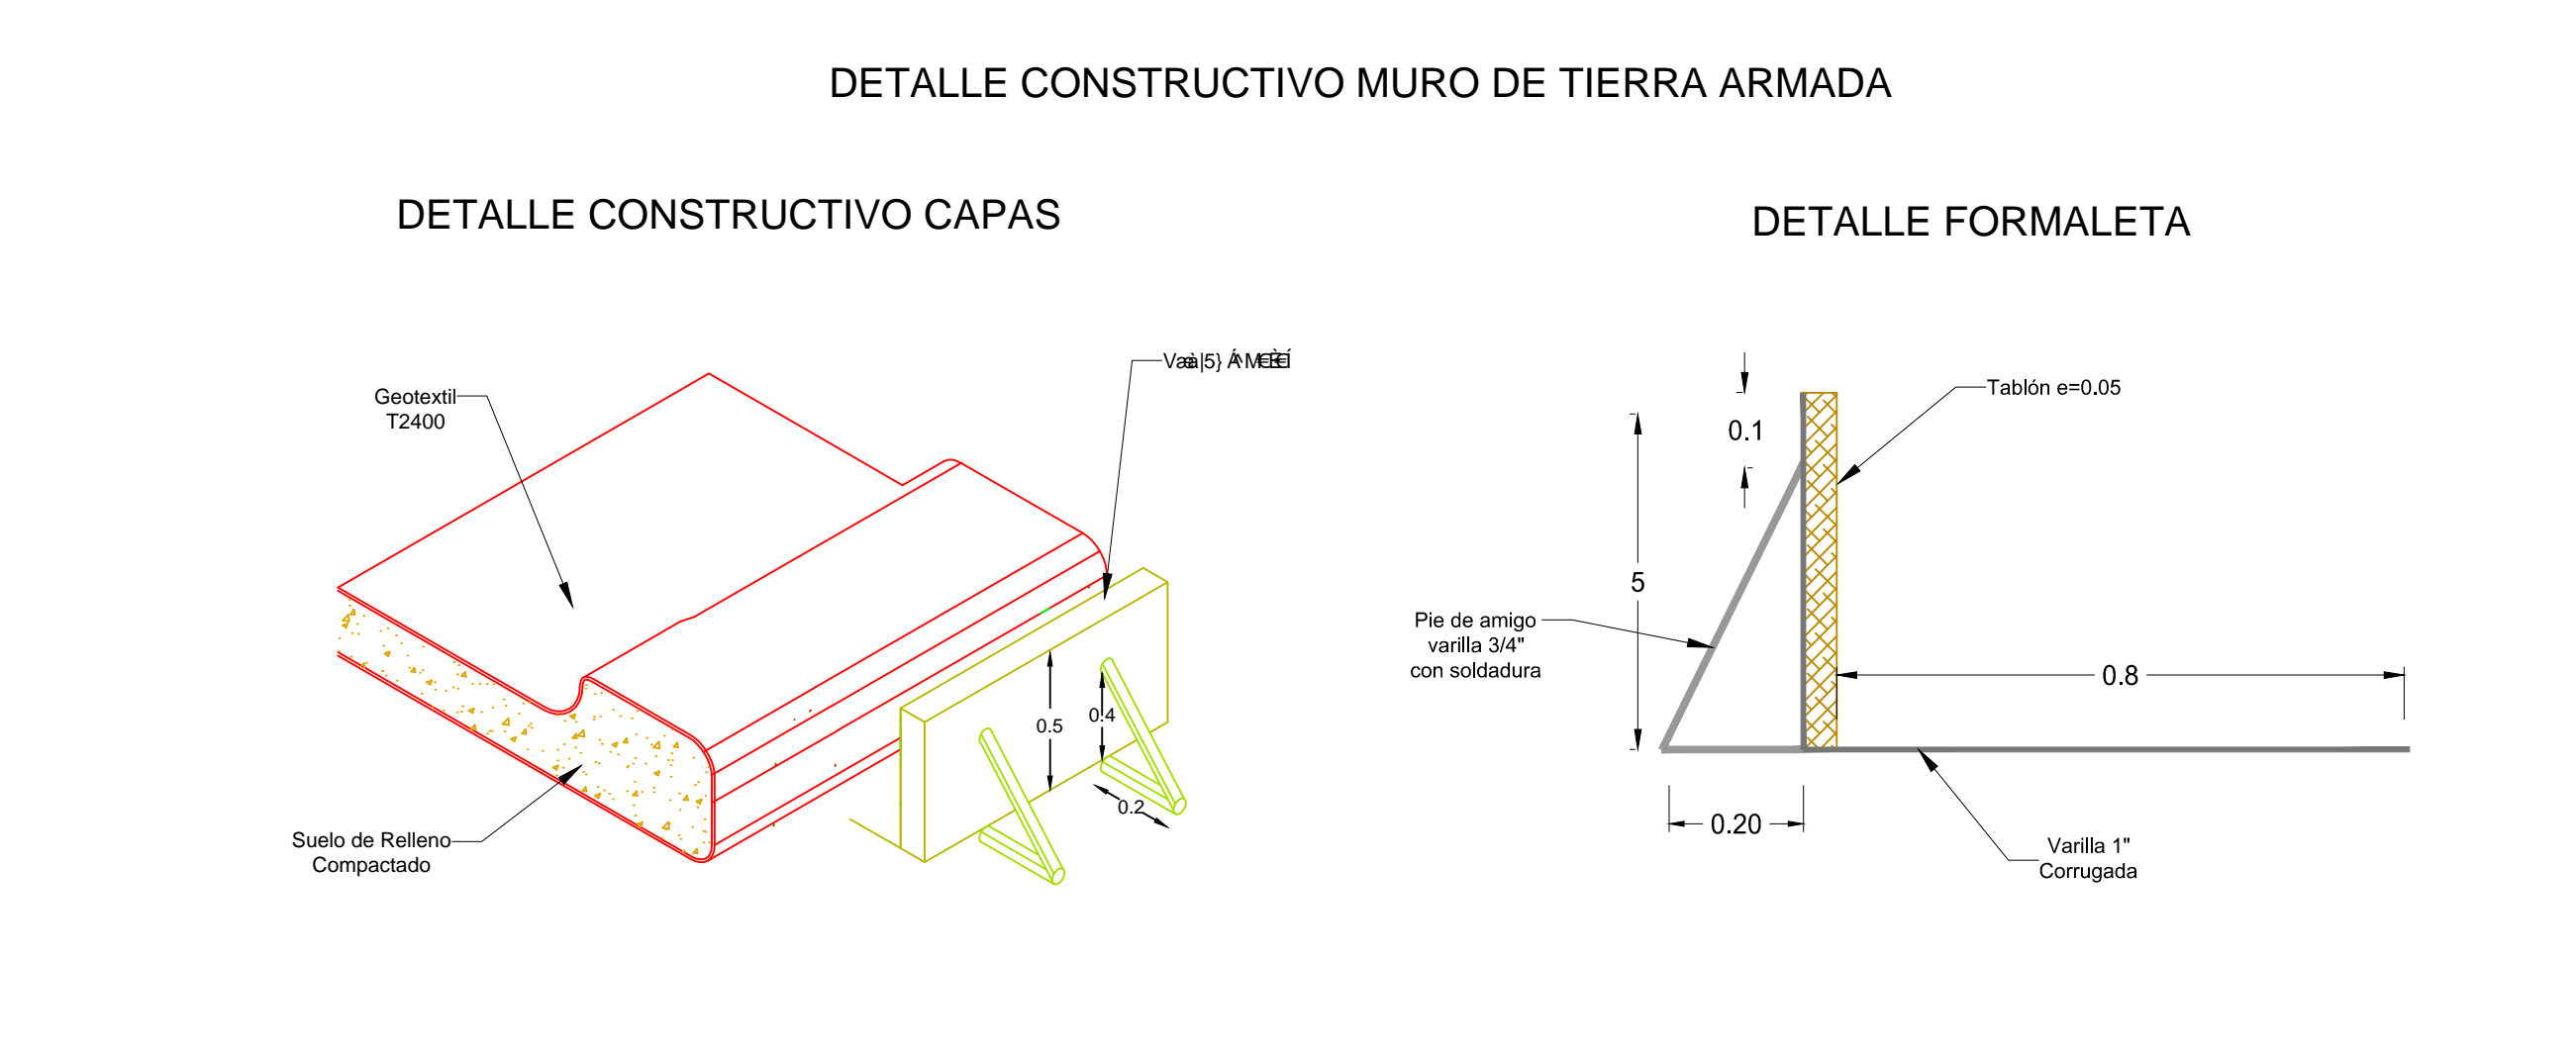 DETALLE CONSTRUCTIVO MURO DE TIERRA ARMADA
DETALLE CONSTRUCTIVO CAPAS
DETALLE FORMALETA
Geotextil
T2400
Suelo de Relleno
Compactado
0.5
0.4
0.2
Tablón e=0.05
0.1
5
Pie de amigo
varilla 3/4"
con soldadura
0.8
0.20
Varilla 1"
Corrugada